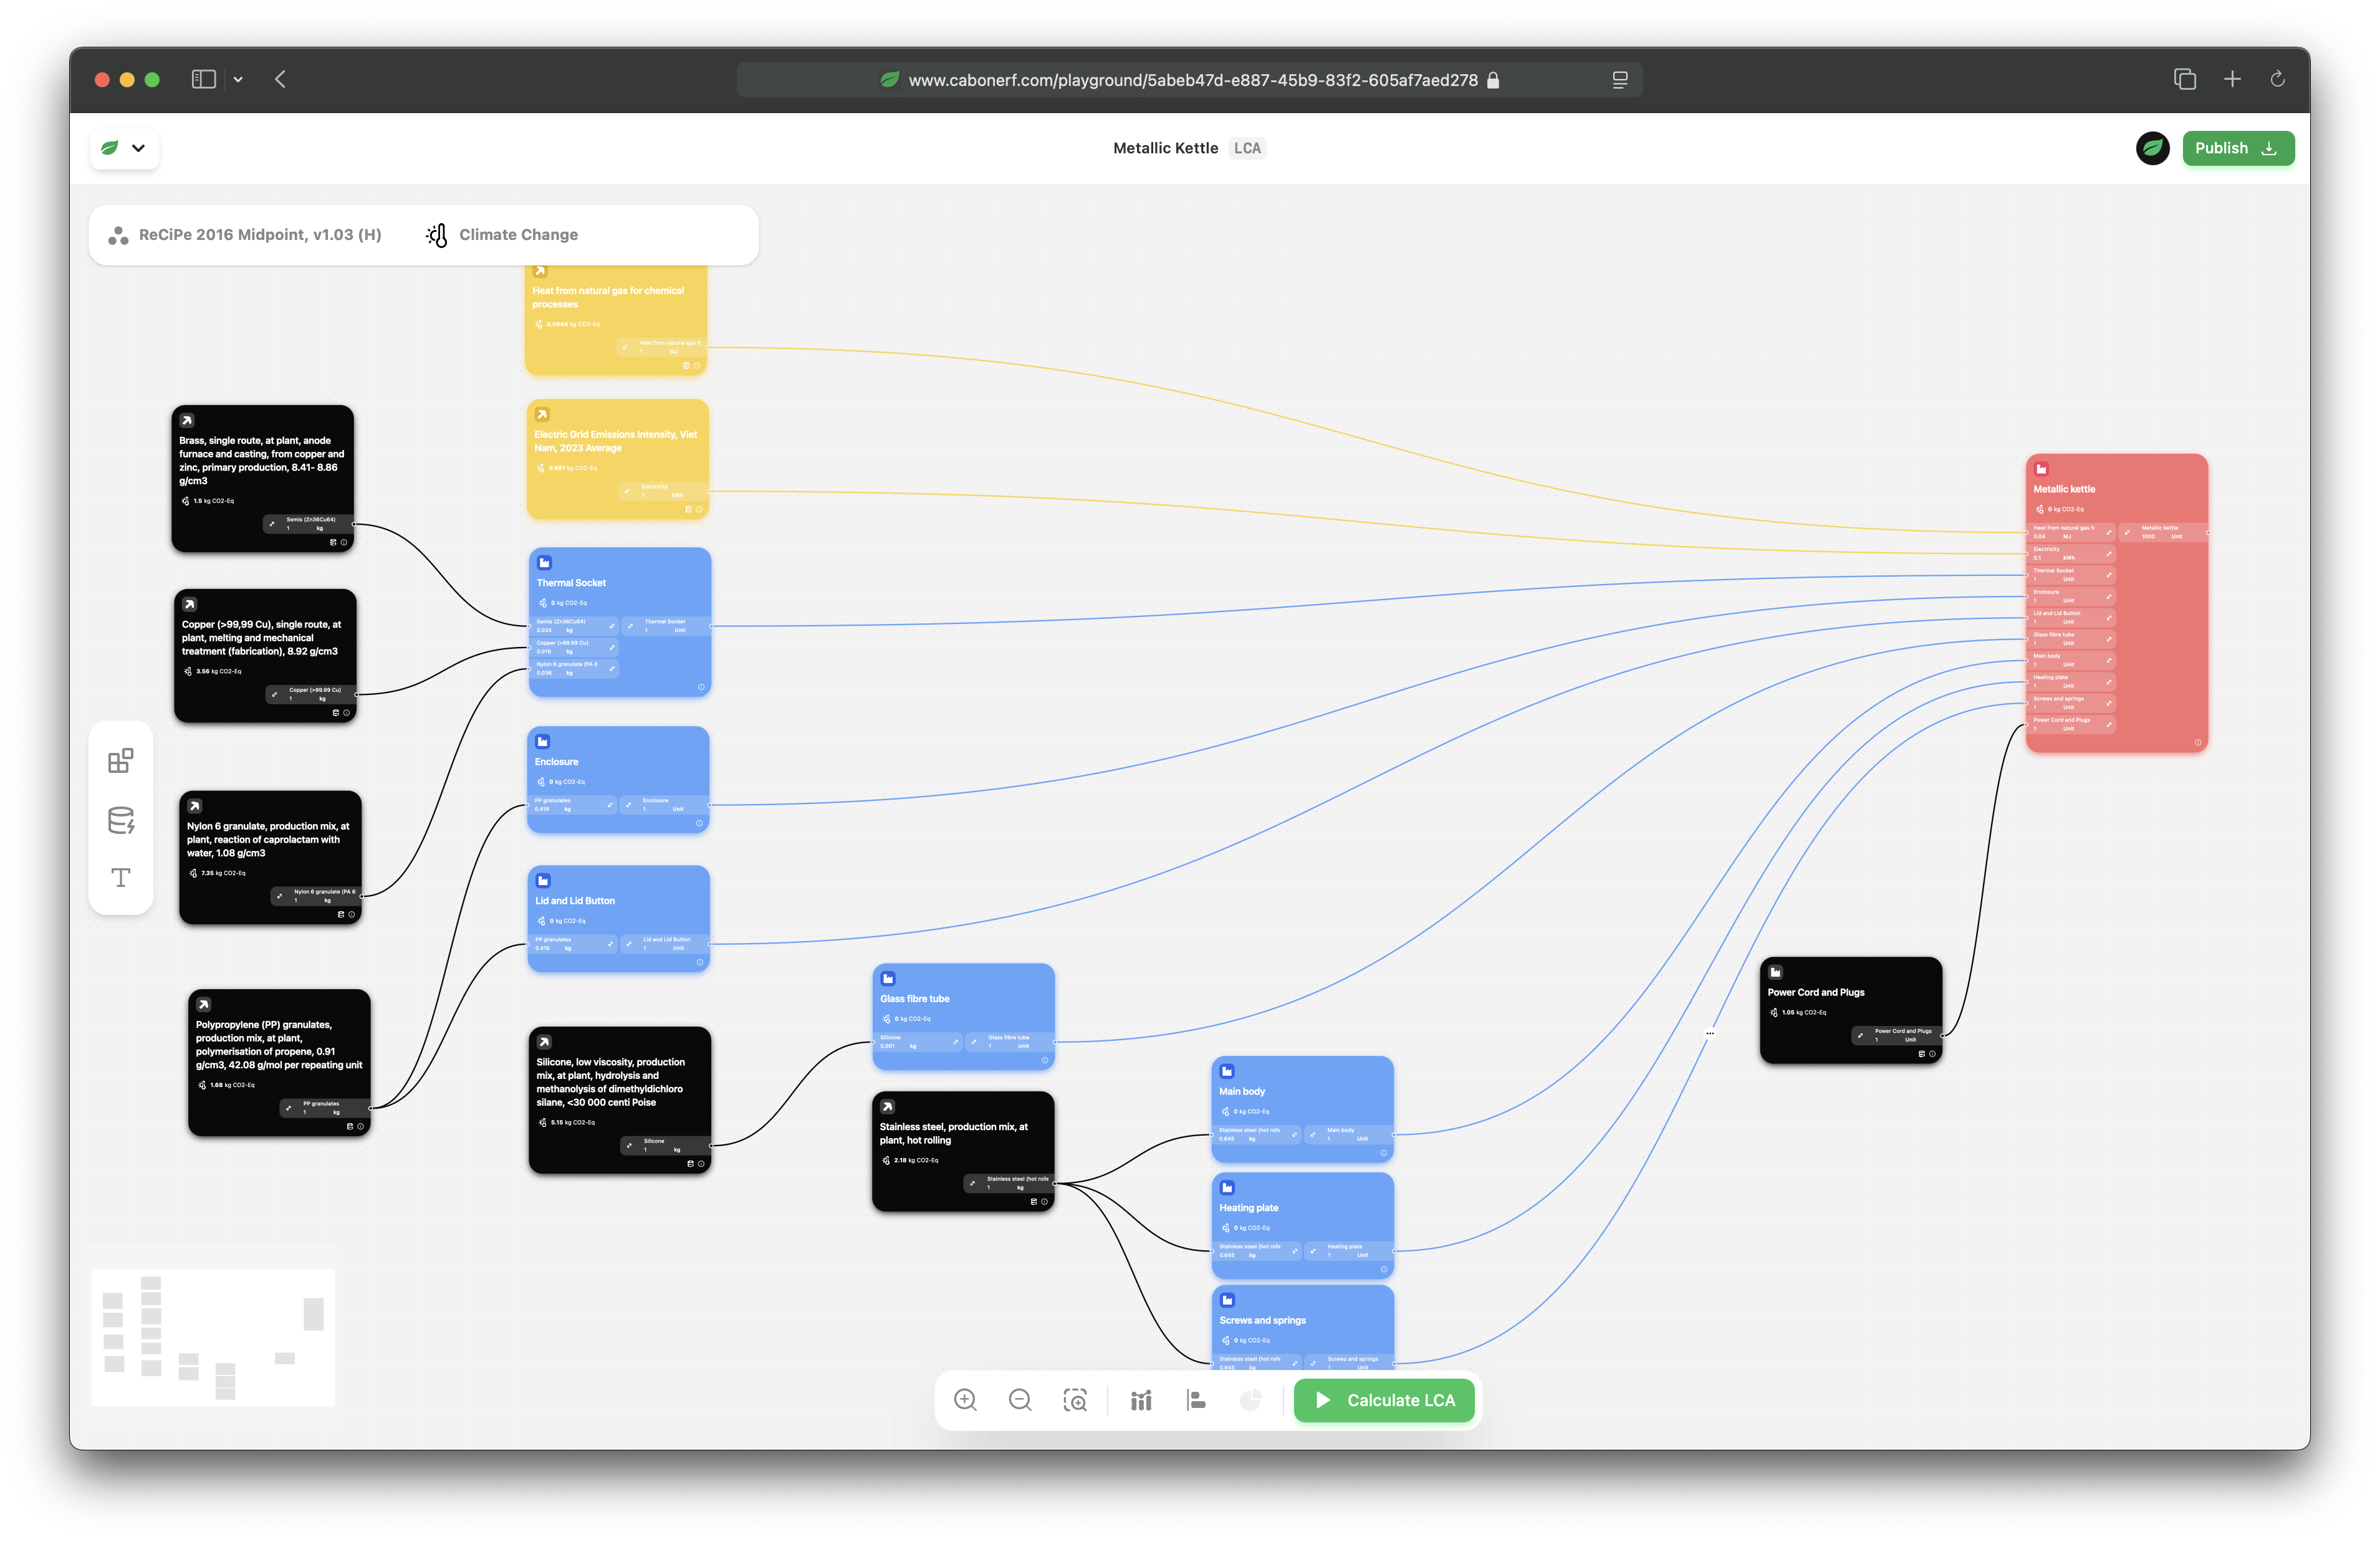 www.cabonerf.com/playground/5abeb47d-e887-45b9-83f2-605af7aed278
Metallic Kettle LCA
Publish
ReCiPe 2016 Midpoint, v1.03 (H)
Climate Change
Heat from natural gas for chemical
processes
0.0644 kg CO2-Eq
Heat from natural gas h
1 MJ
Electric Grid Emissions Intensity, Viet
Nam, 2023 Average
0.681 kg CO2-Eq
Electricity
1 kWh
Brass, single route, at plant, anode
furnace and casting, from copper and
zinc, primary production, 8.41- 8.86
g/cm3
1.5 kg CO2-Eq
Semis (Zn36Cu64)
1 kg
Copper (>99,99 Cu), single route, at
plant, melting and mechanical
treatment (fabrication), 8.92 g/cm3
3.56 kg CO2-Eq
Copper (>99.99 Cu)
1 kg
Nylon 6 granulate, production mix, at
plant, reaction of caprolactam with
water, 1.08 g/cm3
7.35 kg CO2-Eq
Nylon 6 granulate (PA 6
1 kg
Polypropylene (PP) granulates,
production mix, at plant,
polymerisation of propene, 0.91
g/cm3, 42.08 g/mol per repeating unit
1.68 kg CO2-Eq
PP granulates
1 kg
Thermal Socket
0 kg CO2-Eq
Semis (Zn36Cu64)
0.024 kg
Thermal Socket
1 Unit
Copper (>99.99 Cu)
0.019 kg
Nylon 6 granulate (PA 6
0.036 kg
Enclosure
0 kg CO2-Eq
PP granulates
0.419 kg
Enclosure
1 Unit
Lid and Lid Button
0 kg CO2-Eq
PP granulates
0.419 kg
Lid and Lid Button
1 Unit
Silicone, low viscosity, production
mix, at plant, hydrolysis and
methanolysis of dimethyldichloro
silane, <30 000 centi Poise
5.15 kg CO2-Eq
Silicone
1 kg
Glass fibre tube
0 kg CO2-Eq
Silicone
0.001 kg
Glass fibre tube
1 Unit
Stainless steel, production mix, at
plant, hot rolling
2.18 kg CO2-Eq
Stainless steel (hot rolle
1 kg
Main body
0 kg CO2-Eq
Stainless steel (hot rolle
0.645 kg
Main body
1 Unit
Heating plate
0 kg CO2-Eq
Stainless steel (hot rolle
0.645 kg
Heating plate
1 Unit
Screws and springs
0 kg CO2-Eq
Stainless steel (hot rolle
0.645 kg
Screws and springs
1 Unit
Power Cord and Plugs
1.05 kg CO2-Eq
Power Cord and Plugs
1 Unit
Metallic kettle
0 kg CO2-Eq
Heat from natural gas h
0.04 MJ
Metallic kettle
1000 Unit
Electricity
0.1 kWh
Thermal Socket
1 Unit
Enclosure
1 Unit
Lid and Lid Button
1 Unit
Glass fibre tube
1 Unit
Main body
1 Unit
Heating plate
1 Unit
Screws and springs
1 Unit
Power Cord and Plugs
1 Unit
Calculate LCA